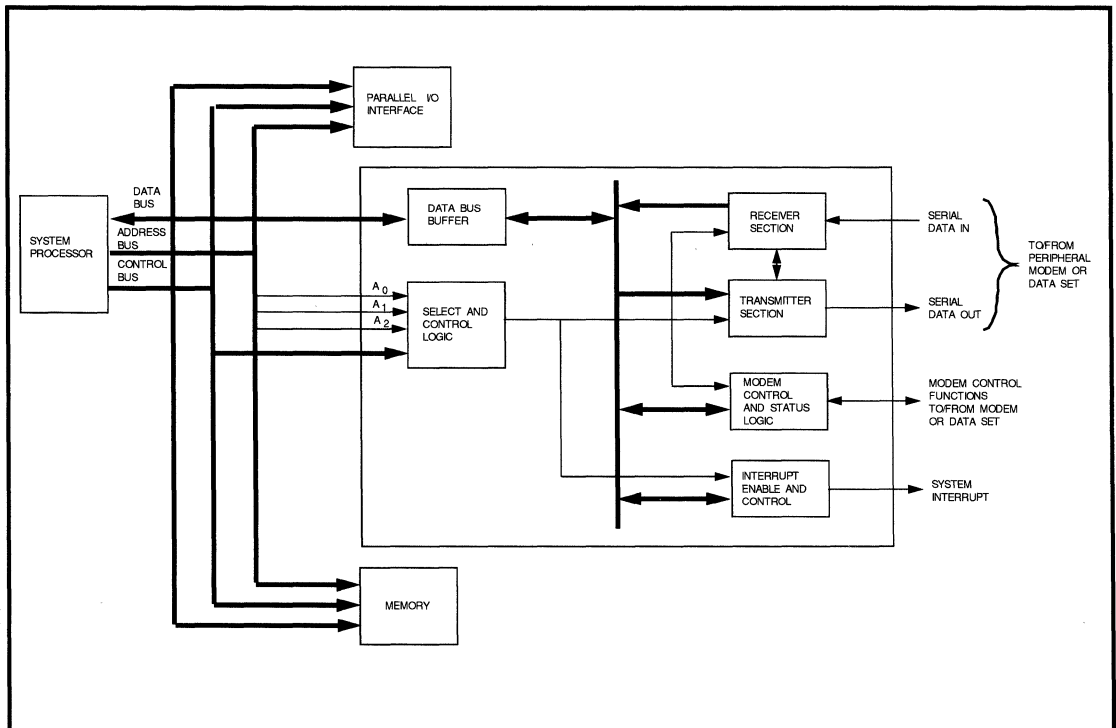 PARALLEL I/O
INTERFACE
SYSTEM
PROCESSOR
DATA
BUS
ADDRESS
BUS
CONTROL
BUS
DATA BUS
BUFFER
A0
A1
A2
SELECT AND
CONTROL
LOGIC
RECEIVER
SECTION
TRANSMITTER
SECTION
MODEM
CONTROL
AND STATUS
LOGIC
INTERRUPT
ENABLE AND
CONTROL
SERIAL
DATA IN
SERIAL
DATA OUT
TO/FROM
PERIPHERAL
MODEM OR
DATA SET
MODEM CONTROL
FUNCTIONS
TO/FROM MODEM
OR DATA SET
SYSTEM
INTERRUPT
MEMORY